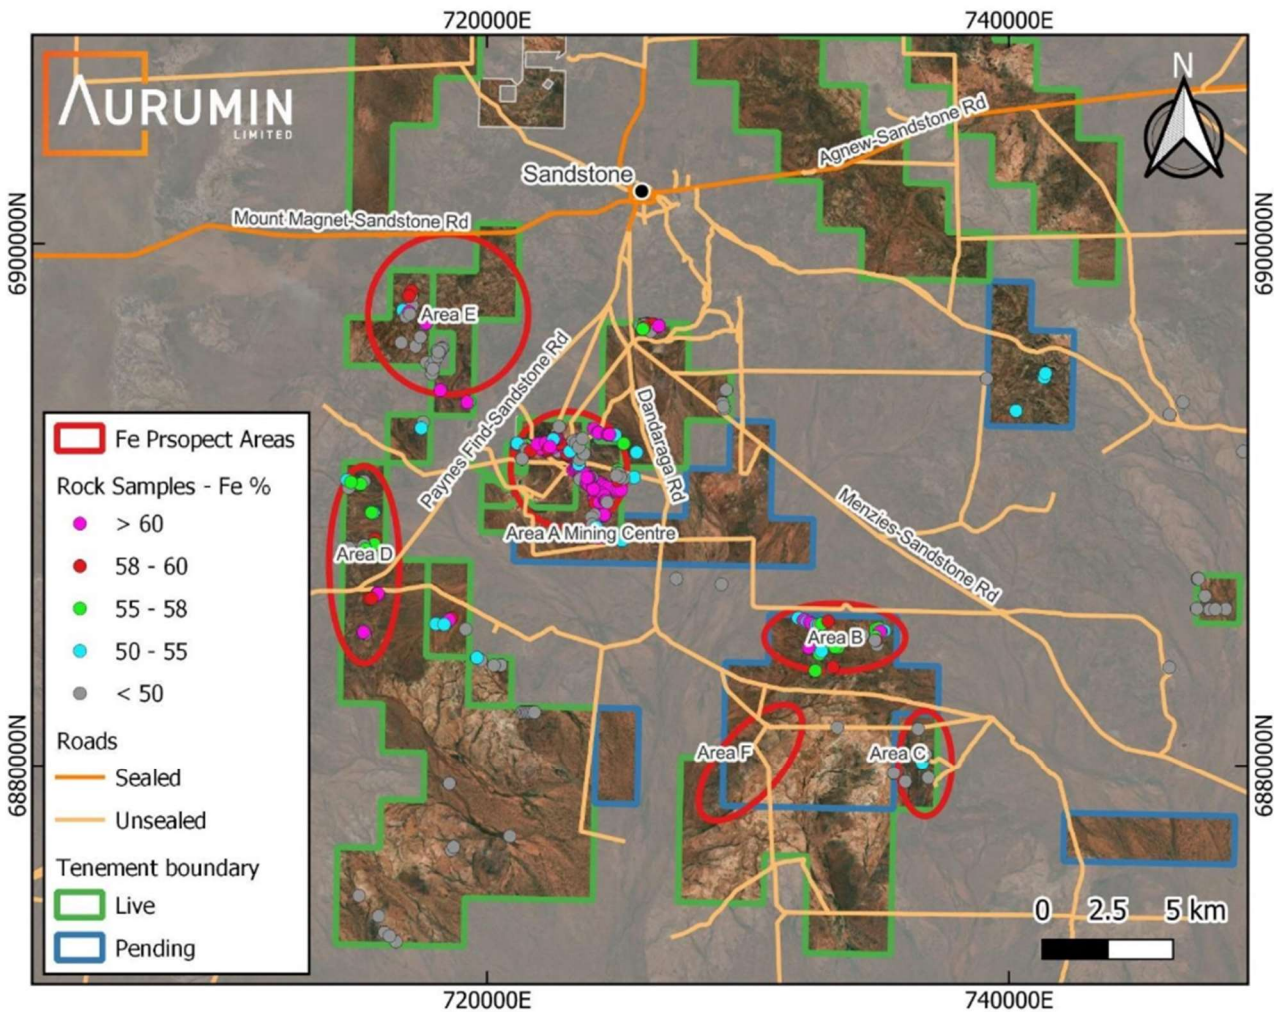 720000E
740000E
AURUMIN
LIMITED
N
Agnew-Sandstone Rd
Sandstone
Mount Magnet-Sandstone Rd
6900000N
6900000N
Area E
Paynes Find-Sandstone Rd
Dandaraga Rd
Menzies-Sandstone Rd
Area A Mining Centre
Area D
Area B
Area F
Area C
Fe Prsopect Areas
Rock Samples - Fe %
> 60
58 - 60
55 - 58
50 - 55
< 50
Roads
Sealed
Unsealed
Tenement boundary
Live
Pending
6880000N
6880000N
0 2.5 5 km
720000E
740000E